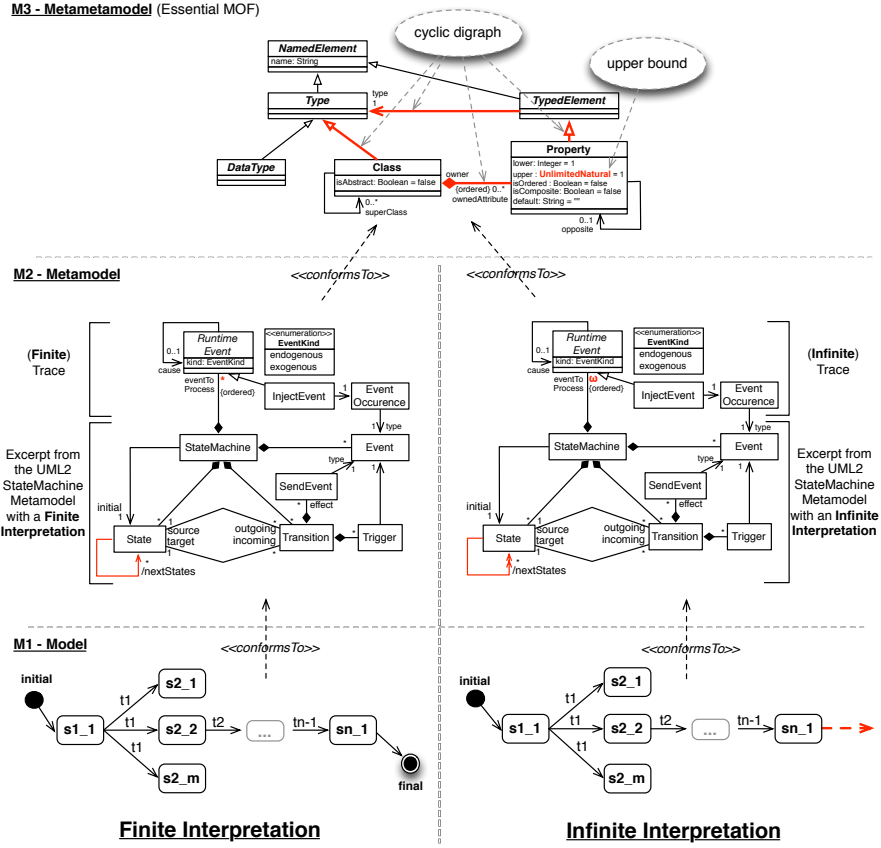 M3 - Metametamodel (Essential MOF)
cyclic digraph
upper bound
NamedElement
name: String
Type
type
1
TypedElement
DataType
Class
isAbstract: Boolean = false
0..*
superClass
owner
{ordered} 0..*
ownedAttribute
Property
lower: Integer = 1
upper : UnlimitedNatural = 1
isOrdered : Boolean = false
isComposite: Boolean = false
default: String = ""
0..1
opposite
<<conformsTo>>
<<conformsTo>>
M2 - Metamodel
(Finite)
Trace
Excerpt from
the UML2
StateMachine
Metamodel
with a Finite
Interpretation
Runtime
Event
kind: EventKind
0..1
cause
<<enumeration>>
EventKind
endogenous
exogenous
eventTo
Process
*
{ordered}
InjectEvent
1
Event
Occurence
1
type
StateMachine
*
Event
type
1
1
SendEvent
*
effect
initial
1
*
*
*
State
1
source
target
1
outgoing
incoming
*
*
Transition
Trigger
*
/nextStates
Runtime
Event
kind: EventKind
0..1
cause
<<enumeration>>
EventKind
endogenous
exogenous
eventTo
Process
ω
{ordered}
InjectEvent
1
Event
Occurence
1
type
StateMachine
*
Event
type
1
1
SendEvent
*
effect
initial
1
*
*
*
State
1
source
target
1
outgoing
incoming
*
*
Transition
Trigger
*
/nextStates
(Infinite)
Trace
Excerpt from
the UML2
StateMachine
Metamodel
with an Infinite
Interpretation
M1 - Model
<<conformsTo>>
<<conformsTo>>
initial
s1_1
t1
t1
t1
s2_1
s2_2
s2_m
t2
...
tn-1
sn_1
final
initial
s1_1
t1
t1
t1
s2_1
s2_2
s2_m
t2
...
tn-1
sn_1
Finite Interpretation
Infinite Interpretation